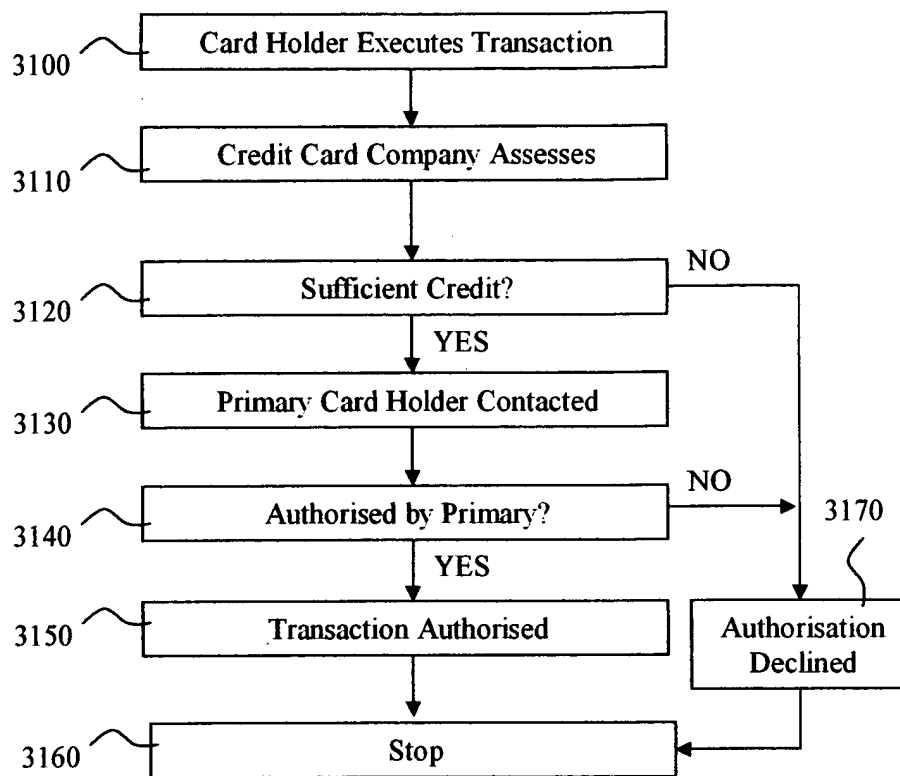 Card Holder Executes Transaction
3100
Credit Card Company Assesses
3110
NO
Sufficient Credit?
3120
YES
Primary Card Holder Contacted
3130
NO
Authorised by Primary?
3140
3170
YES
Transaction Authorised
3150
Authorisation
Declined
Stop
3160